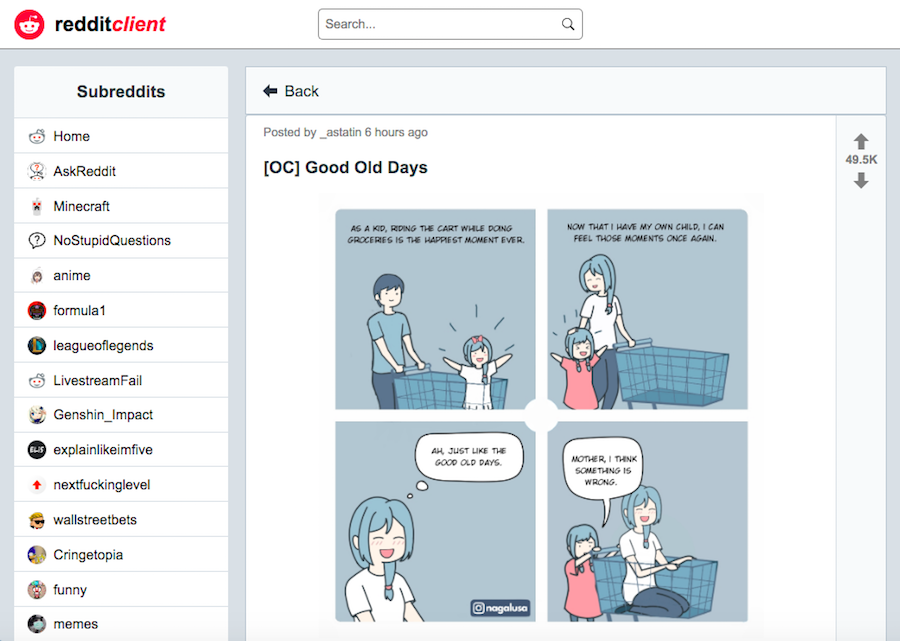 redditclient
Search...
Subreddits
Home
AskReddit
Minecraft
NoStupidQuestions
anime
formula1
leagueoflegends
LivestreamFail
Genshin_Impact
ELI5
explainlikeimfive
nextfuckinglevel
wallstreetbets
Cringetopia
funny
memes
Back
Posted by _astatin 6 hours ago
49.5K
[OC] Good Old Days
AS A KID, RIDING THE CART WHILE DOING
GROCERIES IS THE HAPPIEST MOMENT EVER.
NOW THAT I HAVE MY OWN CHILD, I CAN
FEEL THOSE MOMENTS ONCE AGAIN.
AH, JUST LIKE THE
GOOD OLD DAYS.
MOTHER, I THINK
SOMETHING IS
WRONG.
nagalusa